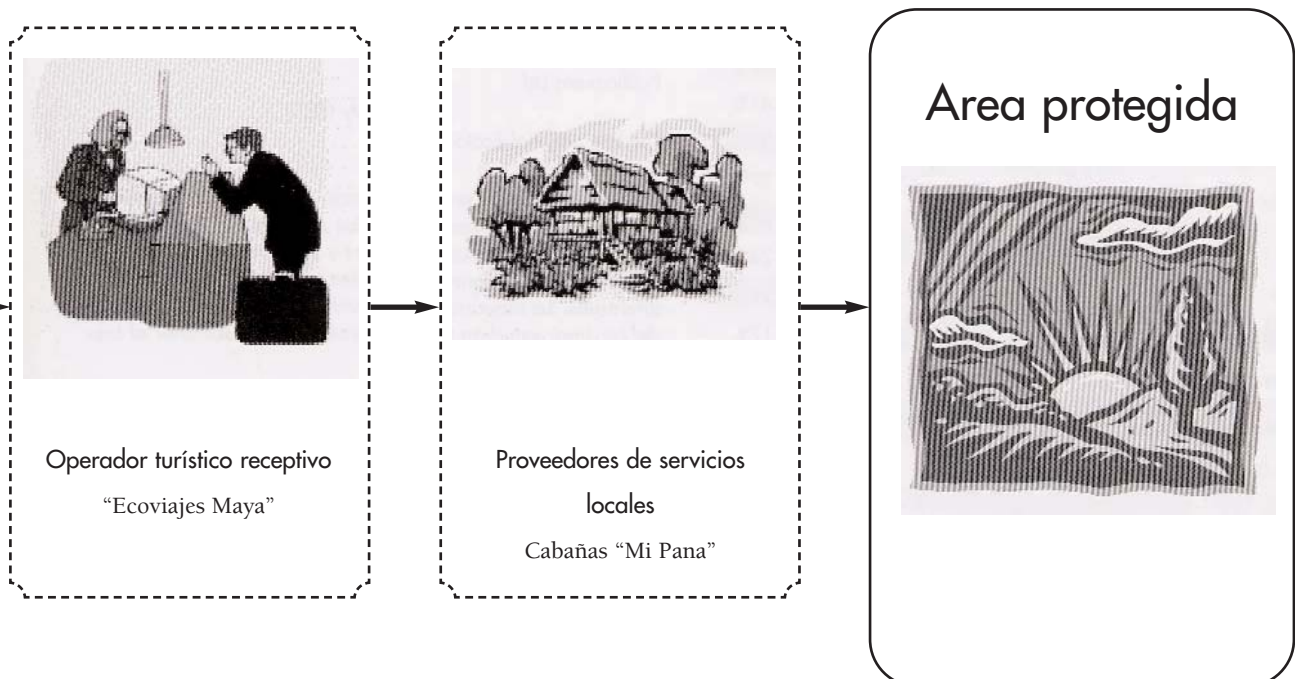 Area protegida
Operador turístico receptivo
“Ecoviajes Maya”
Proveedores de servicios
locales
Cabañas “Mi Pana”